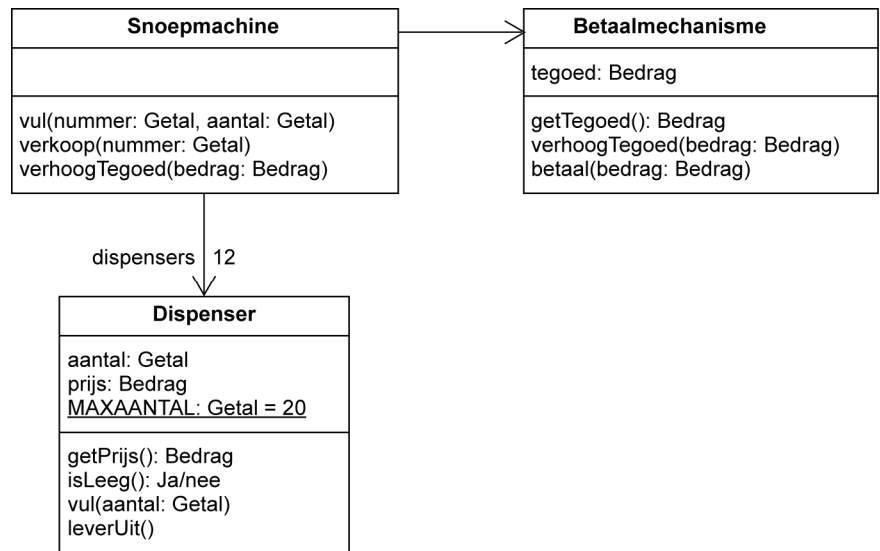 Snoepmachine
vul(nummer: Getal, aantal: Getal)
verkoop(nummer: Getal)
verhoogTegoed(bedrag: Bedrag)
Betaalmechanisme
tegoed: Bedrag
getTegoed(): Bedrag
verhoogTegoed(bedrag: Bedrag)
betaal(bedrag: Bedrag)
dispensers 12
Dispenser
aantal: Getal
prijs: Bedrag
MAXAANTAL: Getal = 20
getPrijs(): Bedrag
isLeeg(): Ja/nee
vul(aantal: Getal)
leverUit()